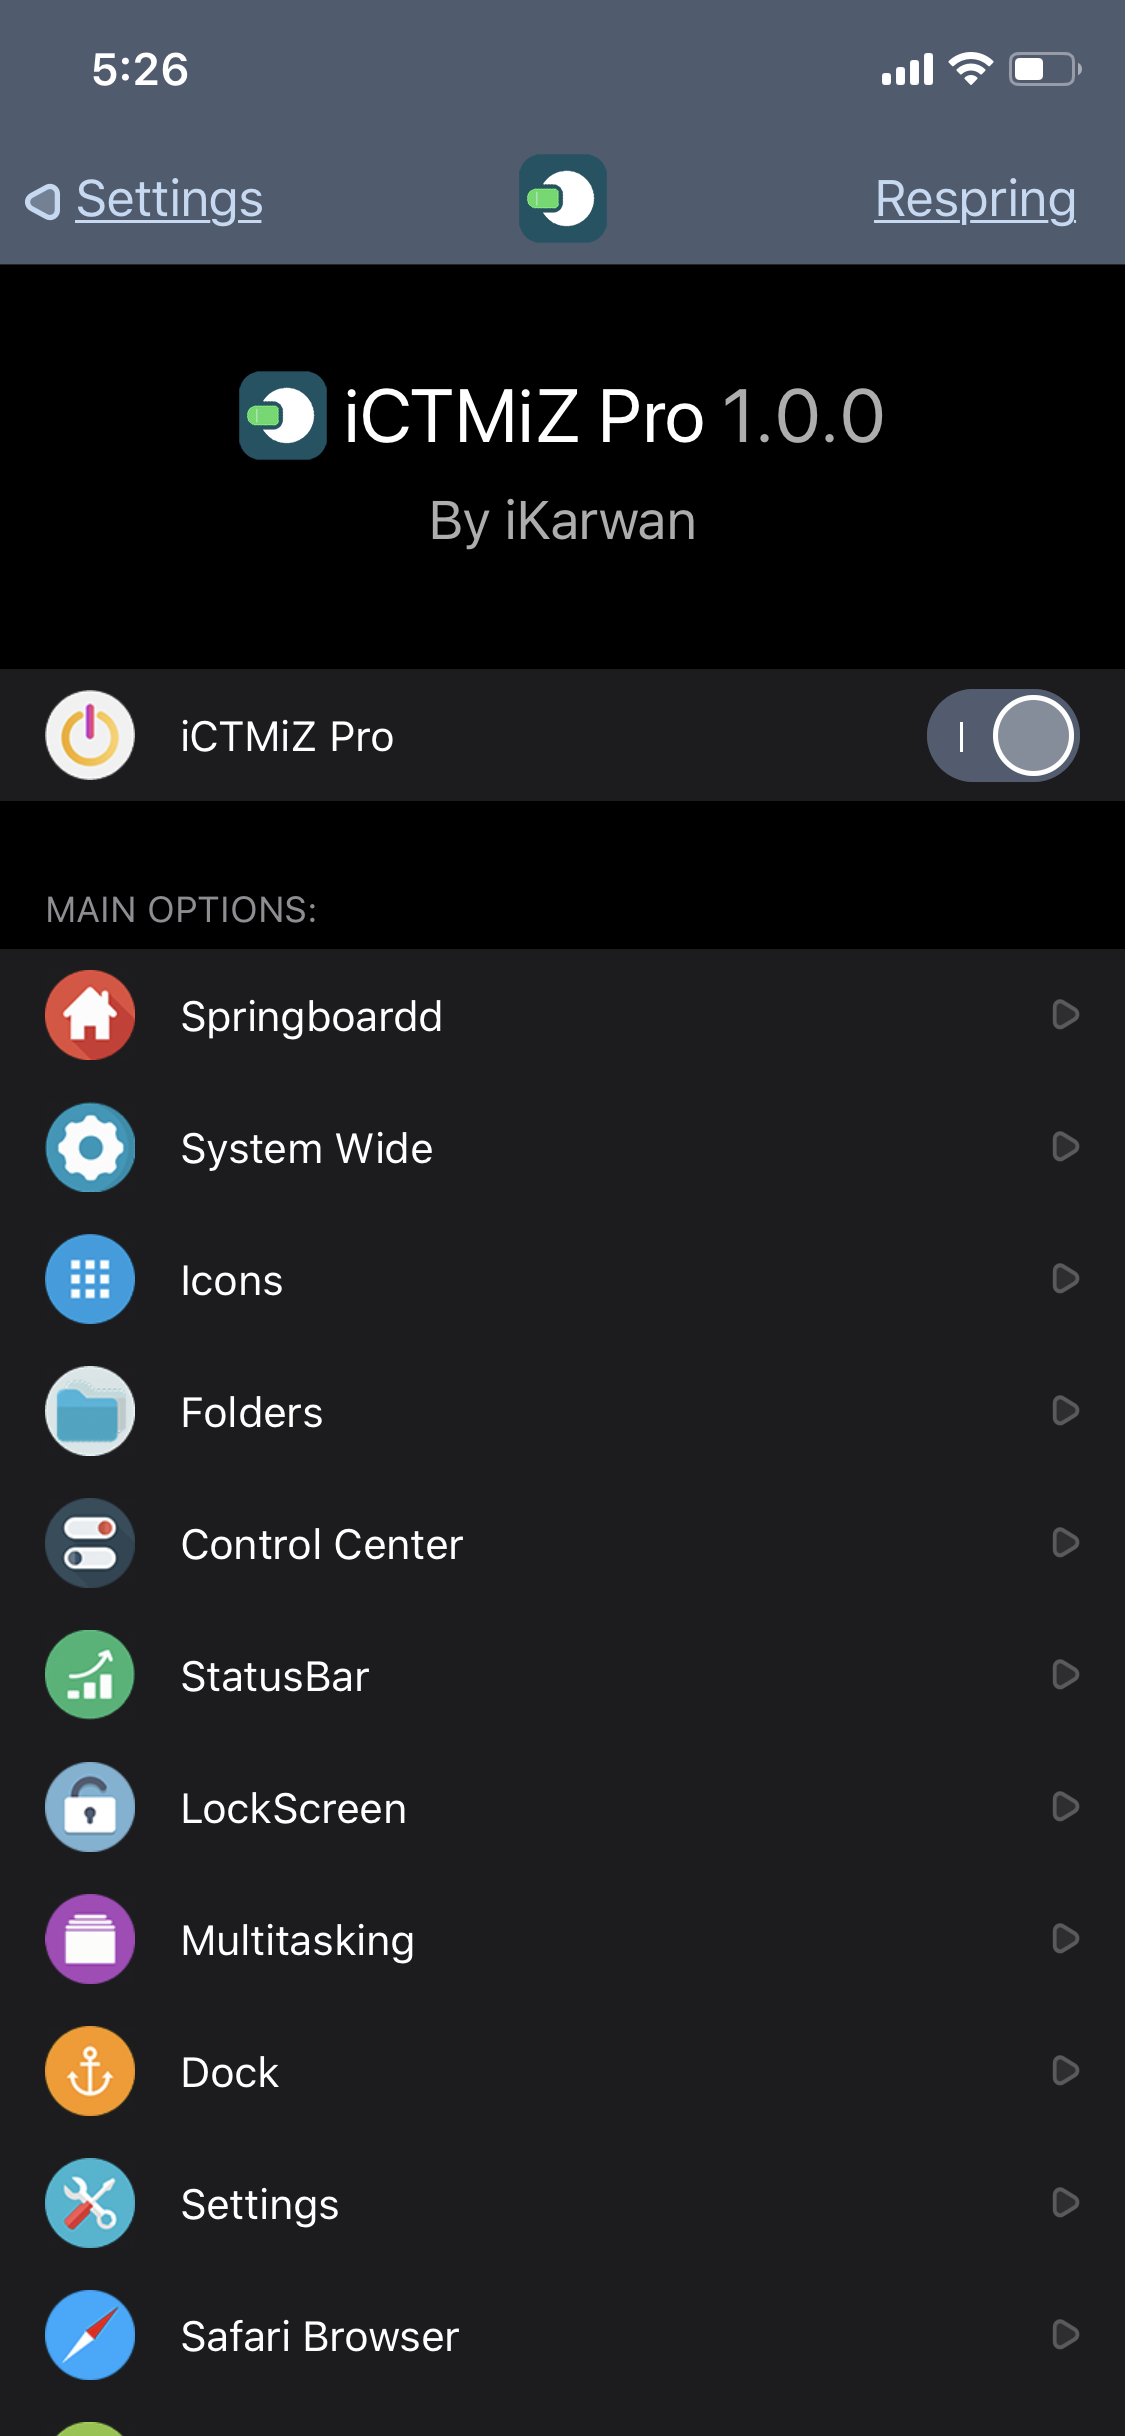 5:26
Settings
Respring
iCTMiZ Pro 1.0.0
By iKarwan
iCTMiZ Pro
MAIN OPTIONS:
Springboardd
System Wide
Icons
Folders
Control Center
StatusBar
LockScreen
Multitasking
Dock
Settings
Safari Browser